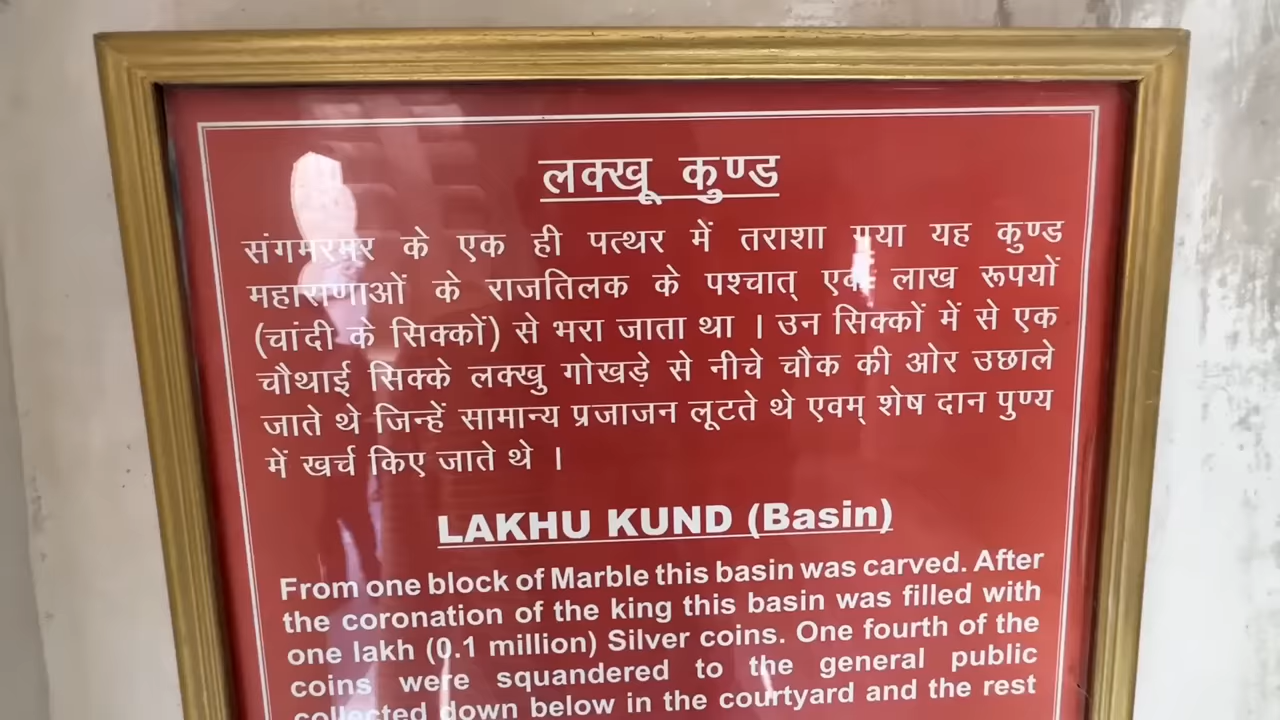 लक्खू कुण्ड
संगमरमर के एक ही पत्थर में तराशा गया यह कुण्ड
महाराणाओं के राजतिलक के पश्चात् एक लाख रूपयों
(चांदी के सिक्कों) से भरा जाता था । उन सिक्कों में से एक
चौथाई सिक्के लक्खु गोखड़े से नीचे चौक की ओर उछाले
जाते थे जिन्हें सामान्य प्रजाजन लूटते थे एवम् शेष दान पुण्य
में खर्च किए जाते थे ।
LAKHU KUND (Basin)
From one block of Marble this basin was carved. After
the coronation of the king this basin was filled with
one lakh (0.1 million) Silver coins. One fourth of the
coins were squandered to the general public
collected down below in the courtyard and the rest